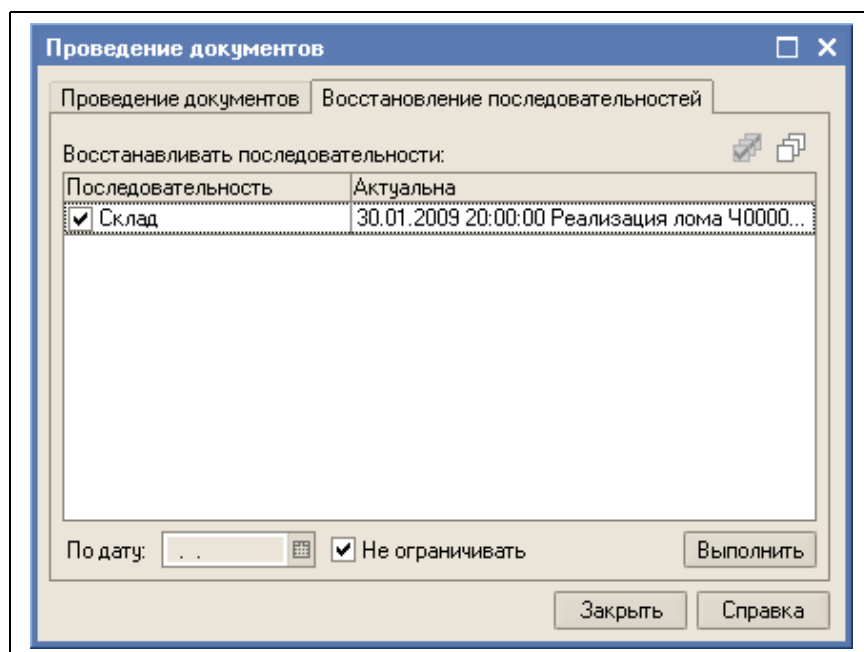 Проведение документов
Проведение документов Восстановление последовательностей
Восстанавливать последовательности:
Последовательность Актуальна
Склад 30.01.2009 20:00:00 Реализация лома Ч0000...
По дату: . . Не ограничивать Выполнить
Закрыть Справка